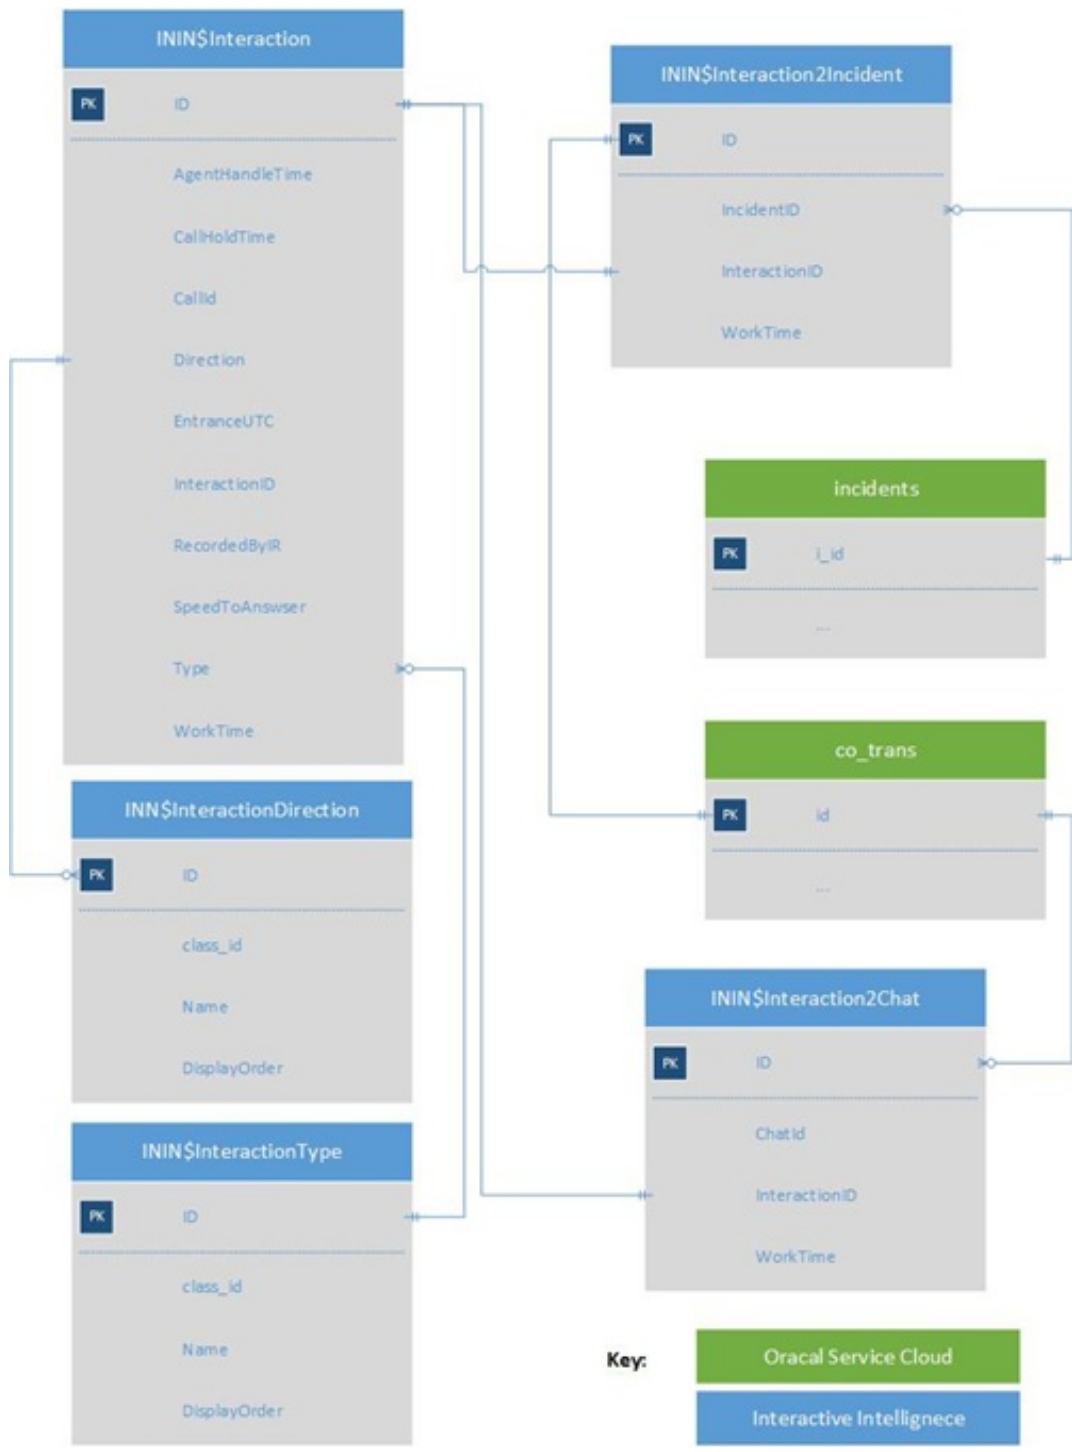 ININ$Interaction
PK ID
AgentHandleTime
CallHoldTime
CallId
Direction
EntranceUTC
InteractionID
RecordedByIR
SpeedToAnswser
Type
WorkTime
INN$InteractionDirection
PK ID
class_id
Name
DisplayOrder
ININ$InteractionType
PK ID
class_id
Name
DisplayOrder
ININ$Interaction2Incident
PK ID
IncidentID
InteractionID
WorkTime
incidents
PK i_id
...
co_trans
PK id
...
ININ$Interaction2Chat
PK ID
ChatId
InteractionID
WorkTime
Key:
Oracal Service Cloud
Interactive Intellignece